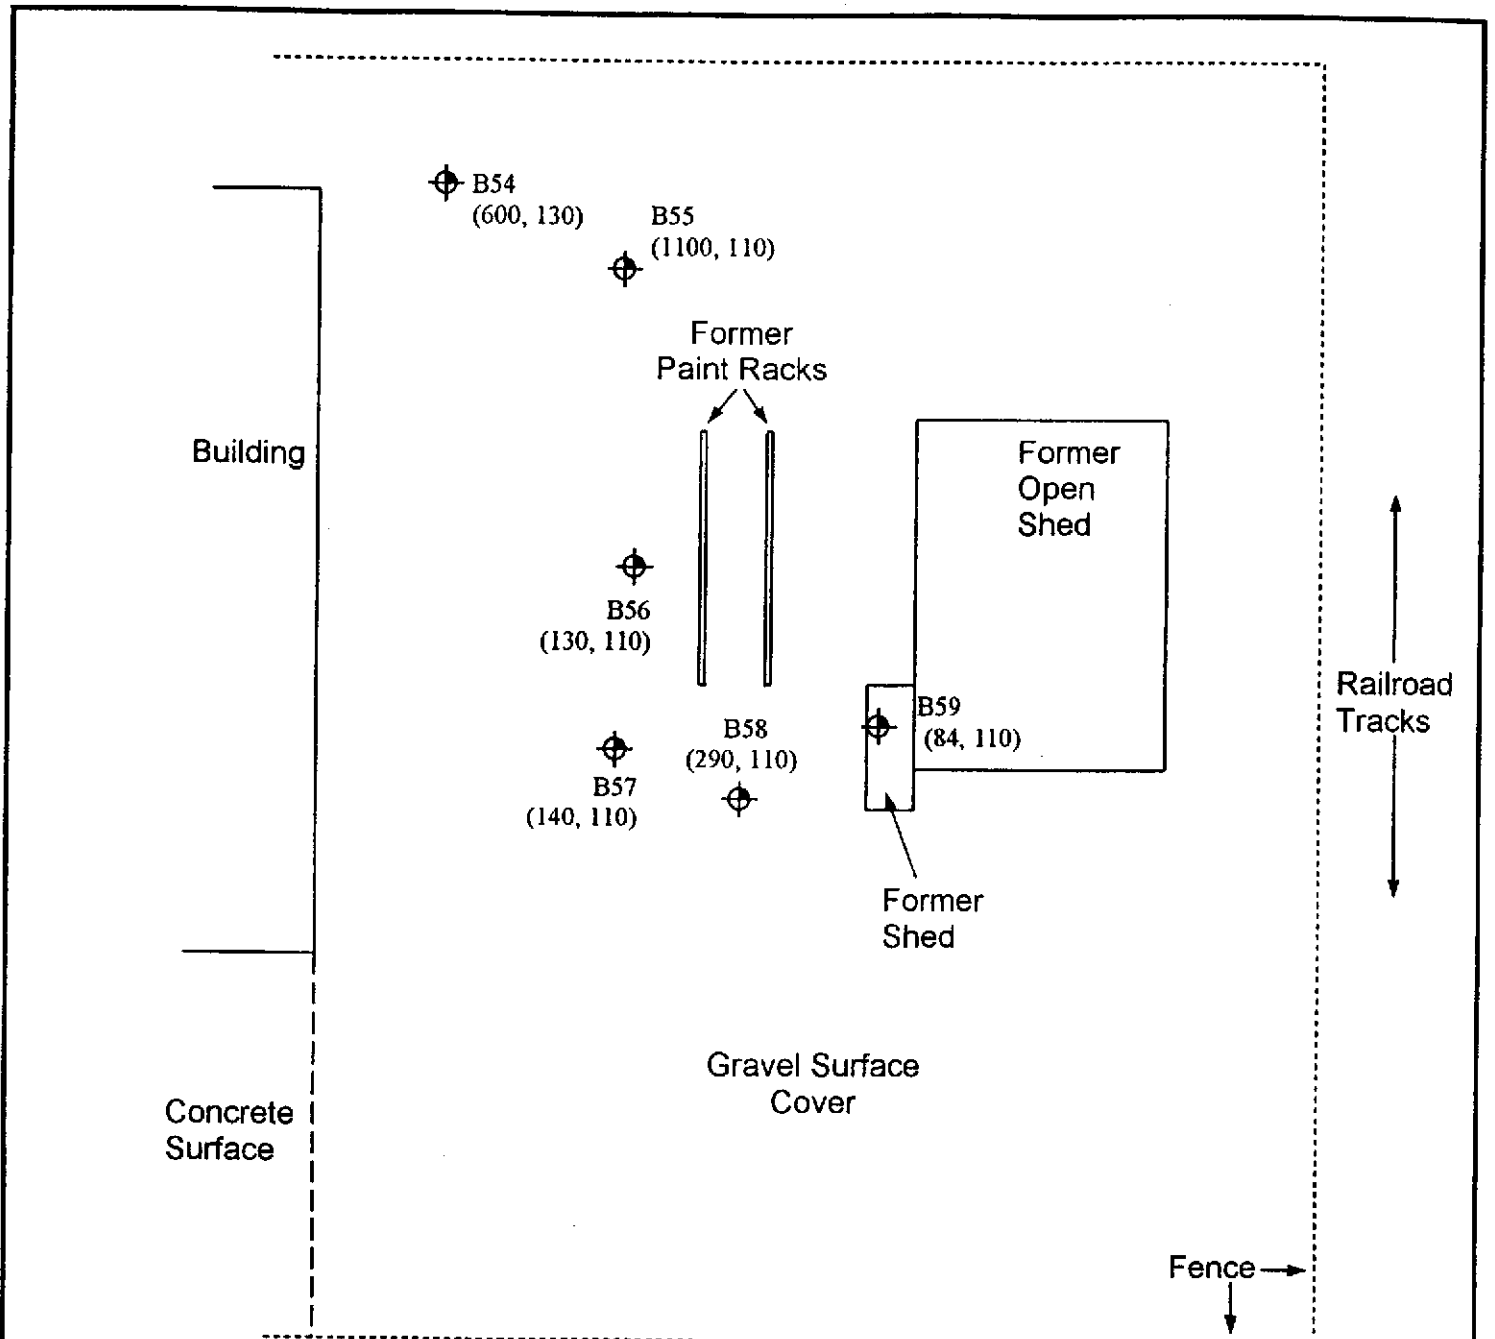 B54
(600, 130)
B55
(1100, 110)
Former
Paint Racks
Building
Former
Open
Shed
B56
(130, 110)
Railroad
Tracks
B59
(84, 110)
B58
(290, 110)
B57
(140, 110)
Former
Shed
Gravel Surface
Cover
Concrete
Surface
Fence